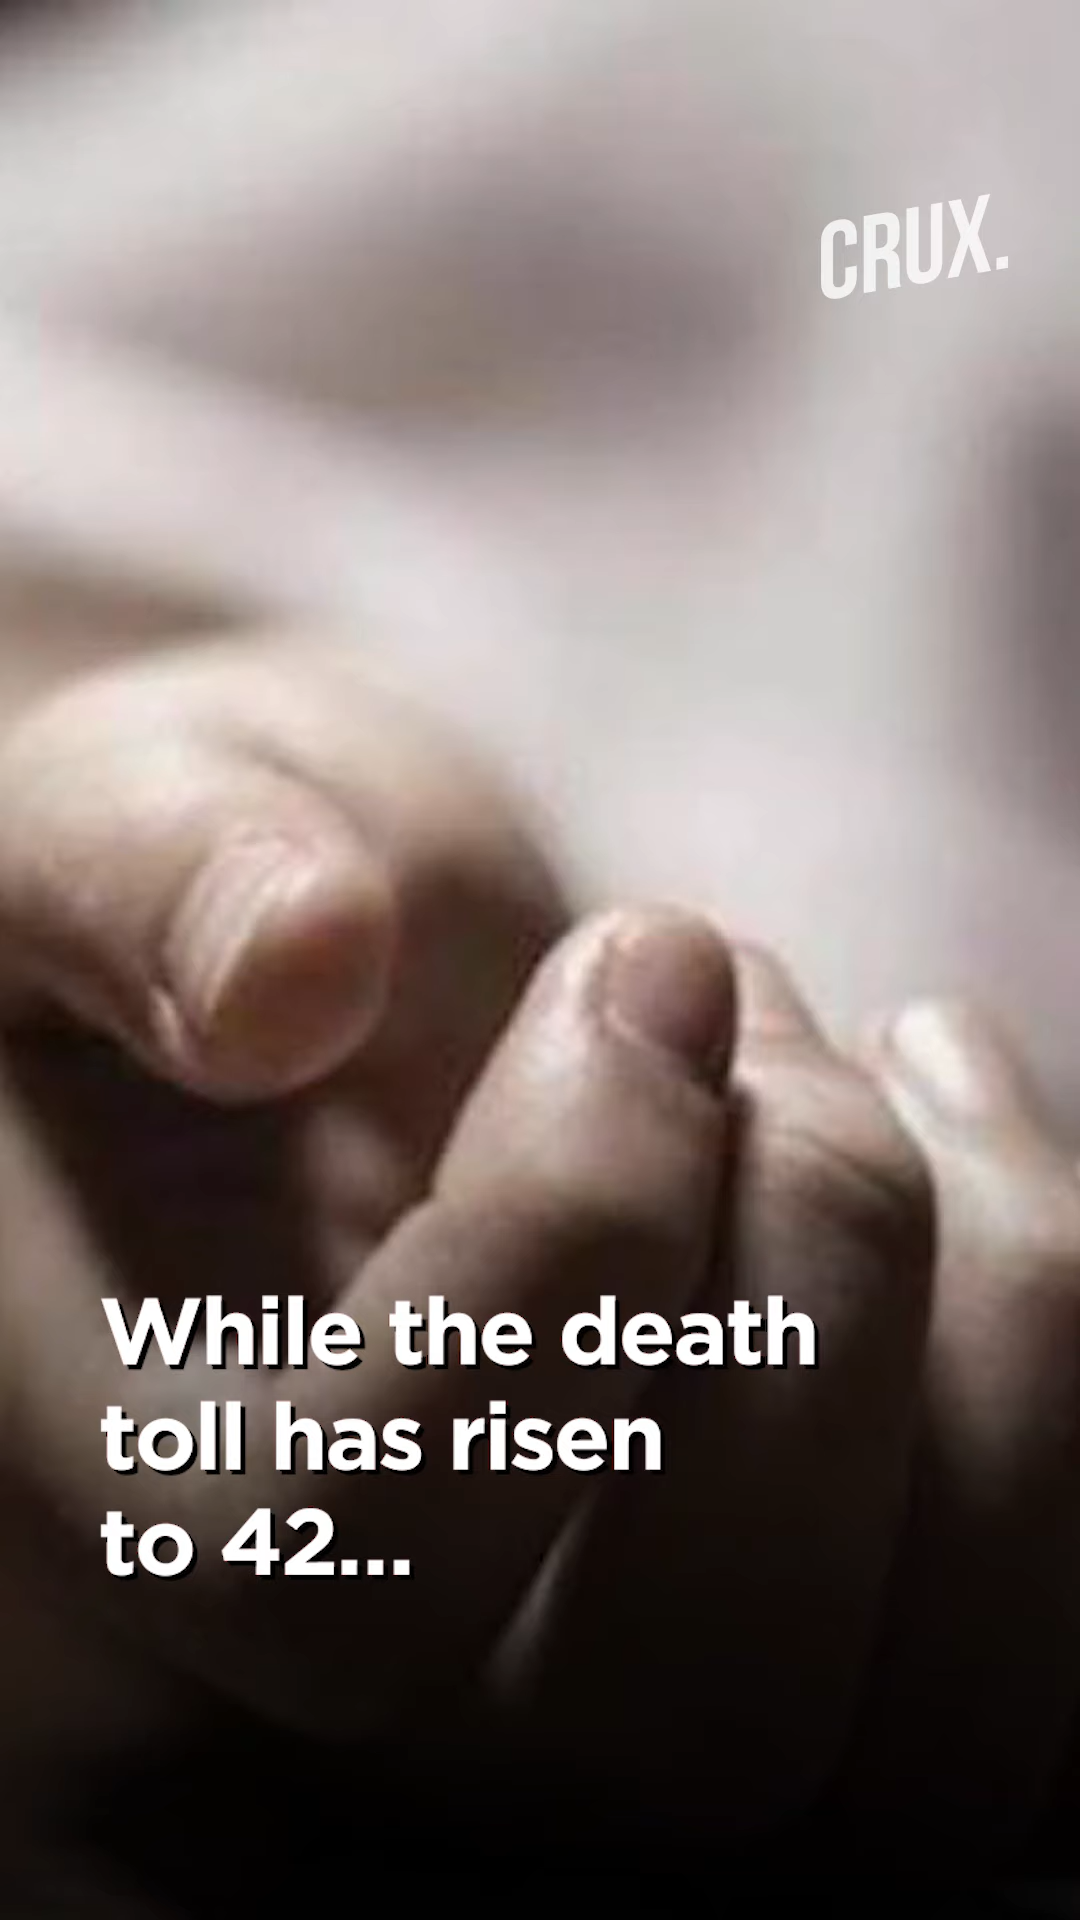 CRUX.
While the death
toll has risen
to 42...